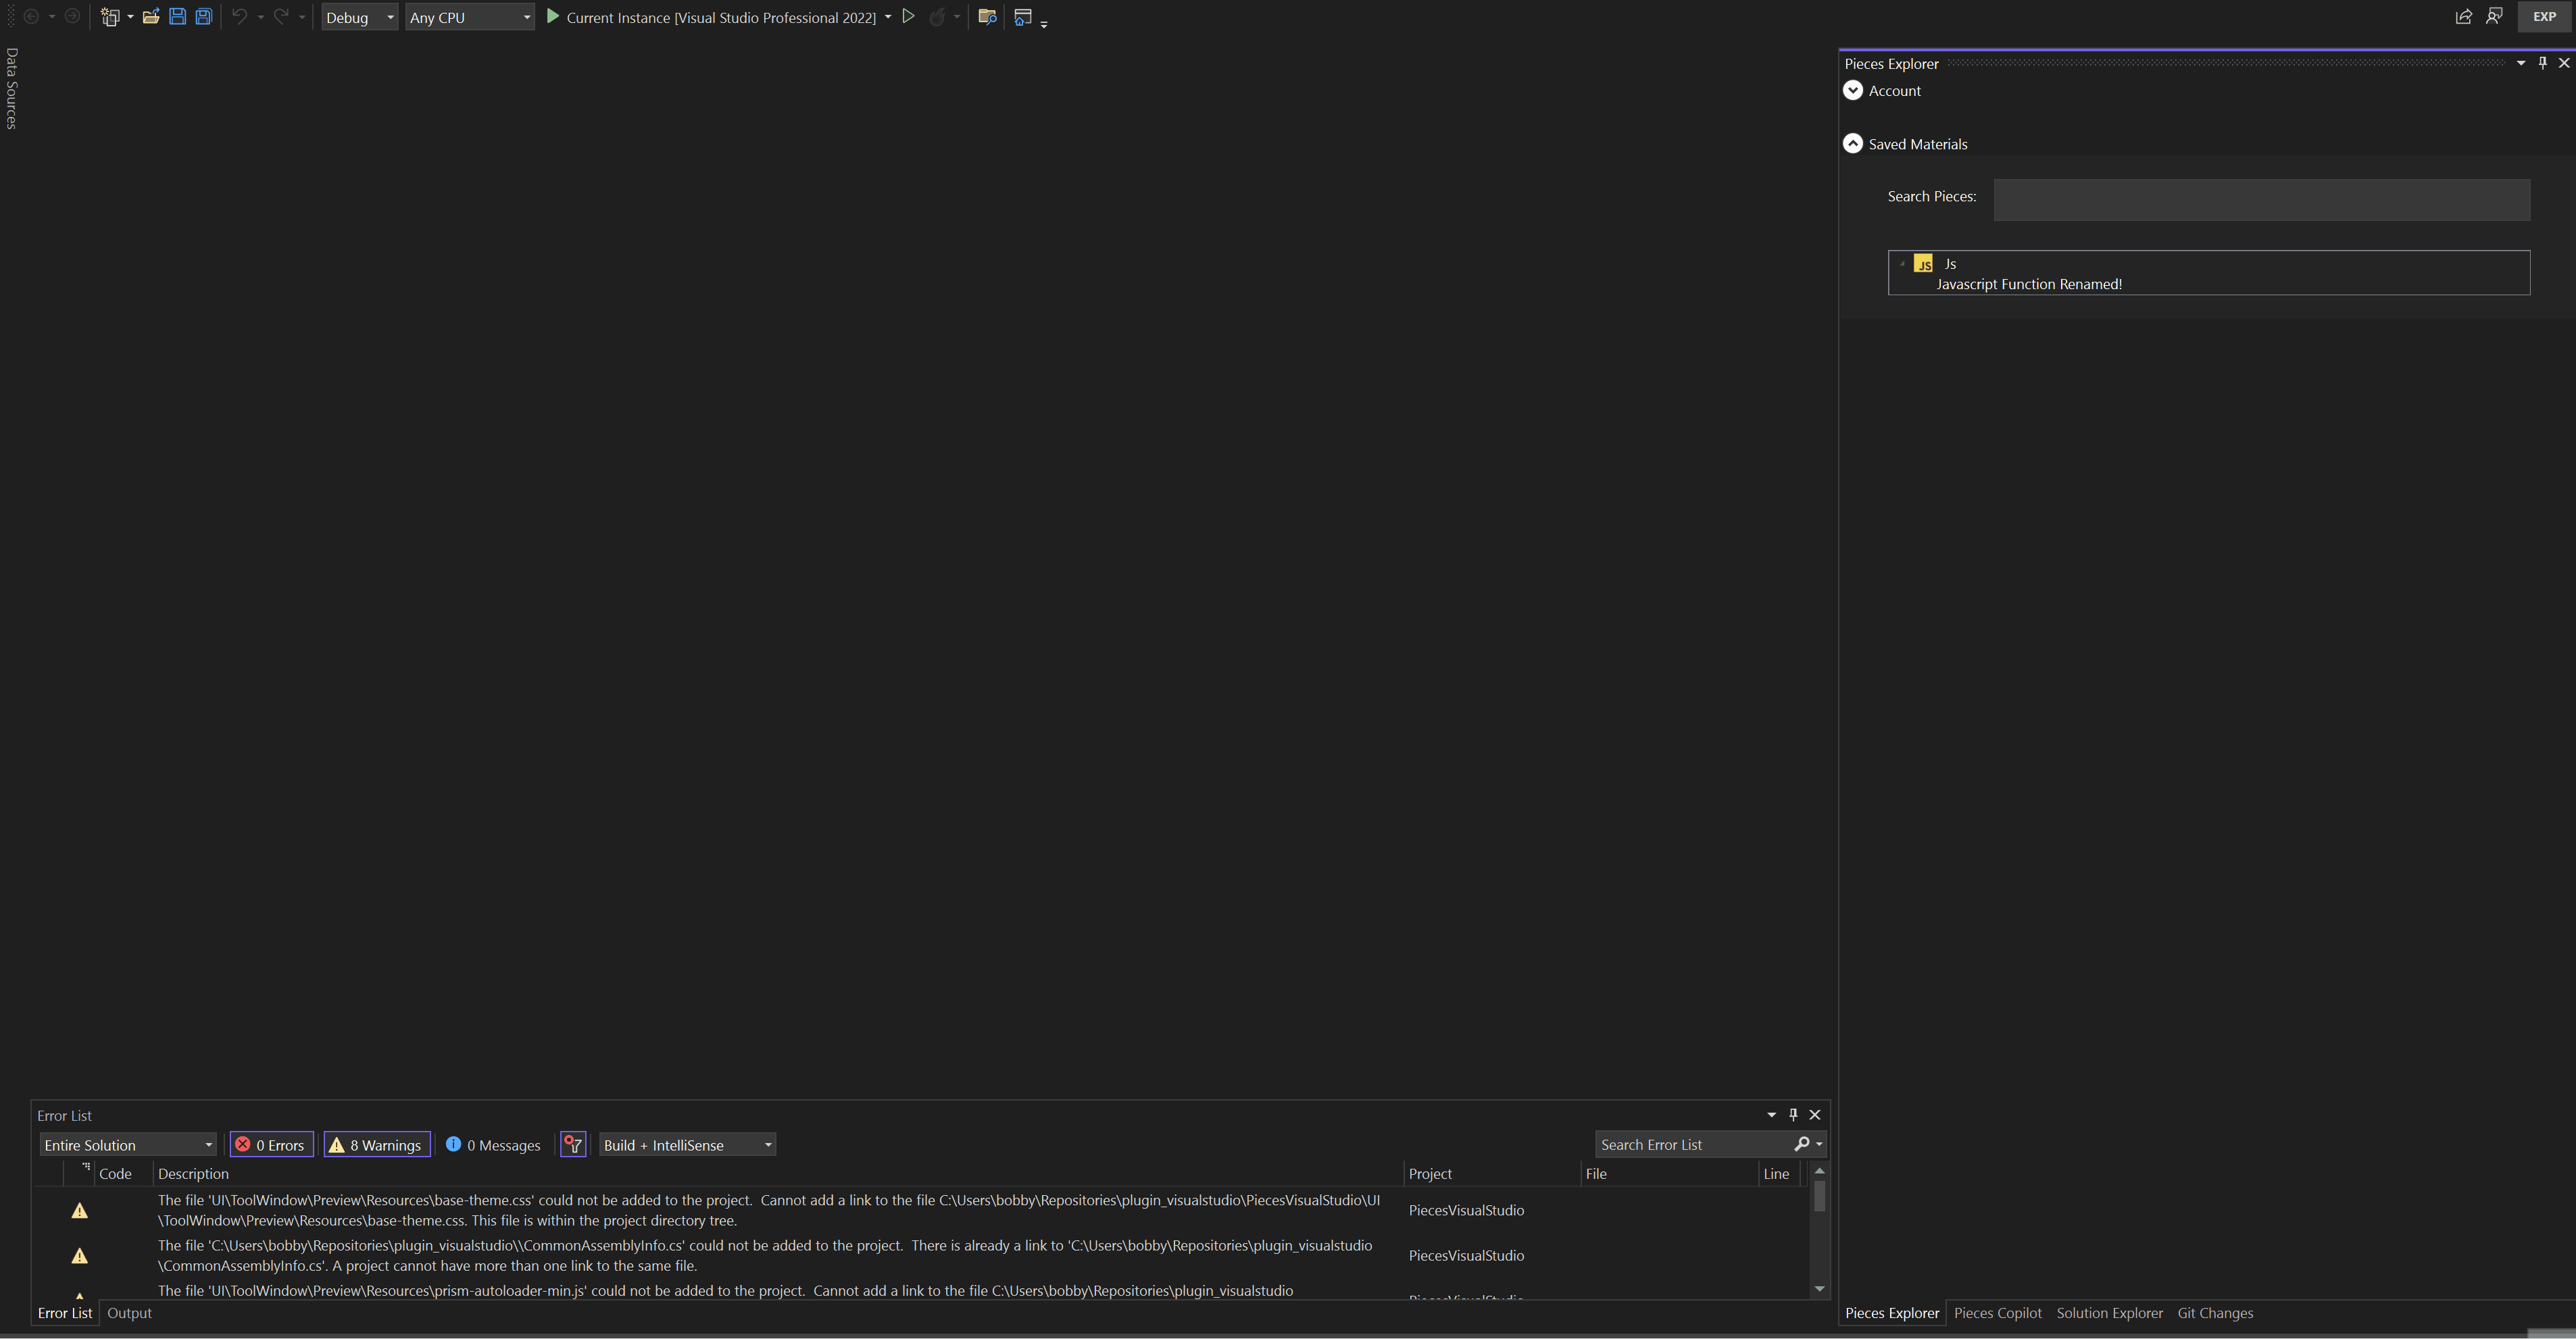 Debug
Any CPU
Current Instance [Visual Studio Professional 2022]
EXP
Data Sources
Pieces Explorer
Account
Saved Materials
Search Pieces:
JS Js
Javascript Function Renamed!
Error List
Entire Solution
0 Errors
8 Warnings
0 Messages
Build + IntelliSense
Search Error List
Code Description Project File Line
The file 'UI\ToolWindow\Preview\Resources\base-theme.css' could not be added to the project.  Cannot add a link to the file C:\Users\bobby\Repositories\plugin_visualstudio\PiecesVisualStudio\UI
\ToolWindow\Preview\Resources\base-theme.css. This file is within the project directory tree.
PiecesVisualStudio
The file 'C:\Users\bobby\Repositories\plugin_visualstudio\\CommonAssemblyInfo.cs' could not be added to the project.  There is already a link to 'C:\Users\bobby\Repositories\plugin_visualstudio
\CommonAssemblyInfo.cs'. A project cannot have more than one link to the same file.
PiecesVisualStudio
The file 'UI\ToolWindow\Preview\Resources\prism-autoloader-min.js' could not be added to the project.  Cannot add a link to the file C:\Users\bobby\Repositories\plugin_visualstudio
Error List Output
Pieces Explorer Pieces Copilot Solution Explorer Git Changes